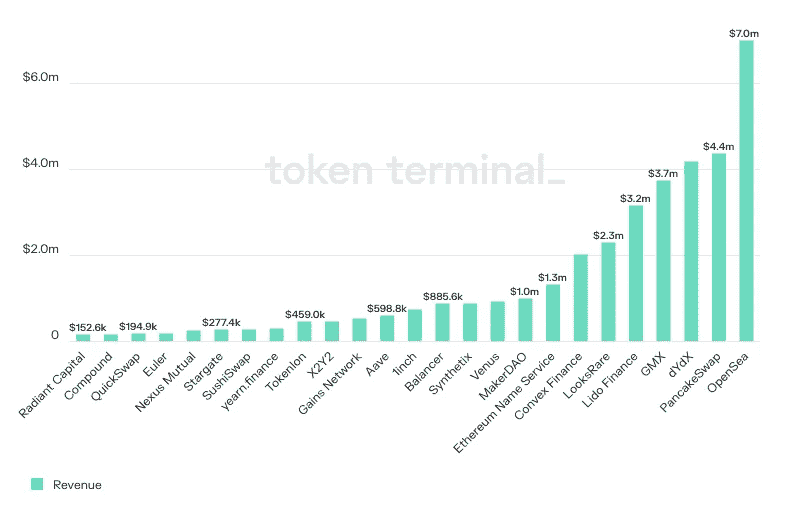 $7.0m
$6.0m
token terminal_
$4.4m
$4.0m
$3.7m
$3.2m
$2.3m
$2.0m
$1.3m
$1.0m
$885.6k
$598.8k
$459.0k
$277.4k
$152.6k $194.9k
0
Radiant Capital
Compound
QuickSwap
Euler
Nexus Mutual
Stargate
SushiSwap
yearn.finance
Tokenlon
X2Y2
Gains Network
Aave
1inch
Balancer
Synthetix
Venus
MakerDAO
Ethereum Name Service
Convex Finance
LooksRare
Lido Finance
GMX
dYdX
PancakeSwap
OpenSea
Revenue